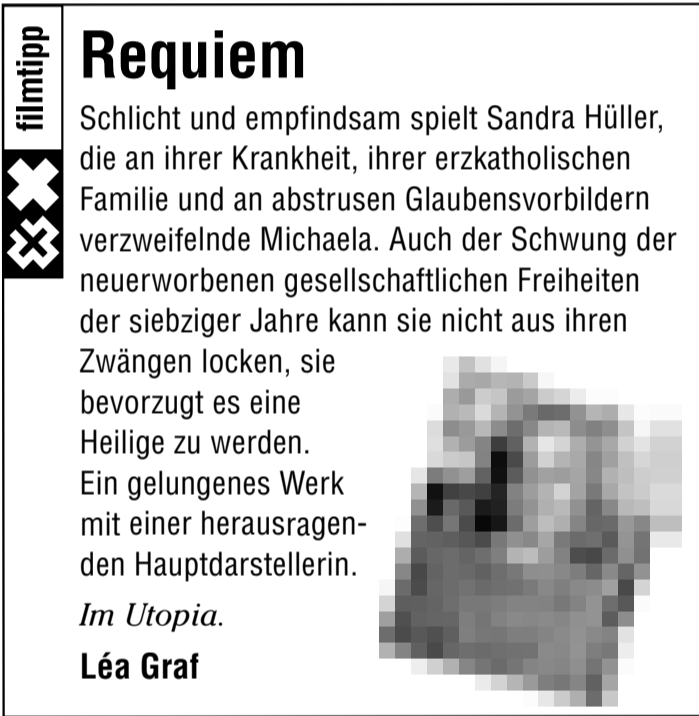 filmtipp
Requiem
Schlicht und empfindsam spielt Sandra Hüller,
die an ihrer Krankheit, ihrer erzkatholischen
Familie und an abstrusen Glaubensvorbildern
verzweifelnde Michaela. Auch der Schwung der
neuerworbenen gesellschaftlichen Freiheiten
der siebziger Jahre kann sie nicht aus ihren
Zwängen locken, sie
bevorzugt es eine
Heilige zu werden.
Ein gelungenes Werk
mit einer herausragen-
den Hauptdarstellerin.
Im Utopia.
Léa Graf